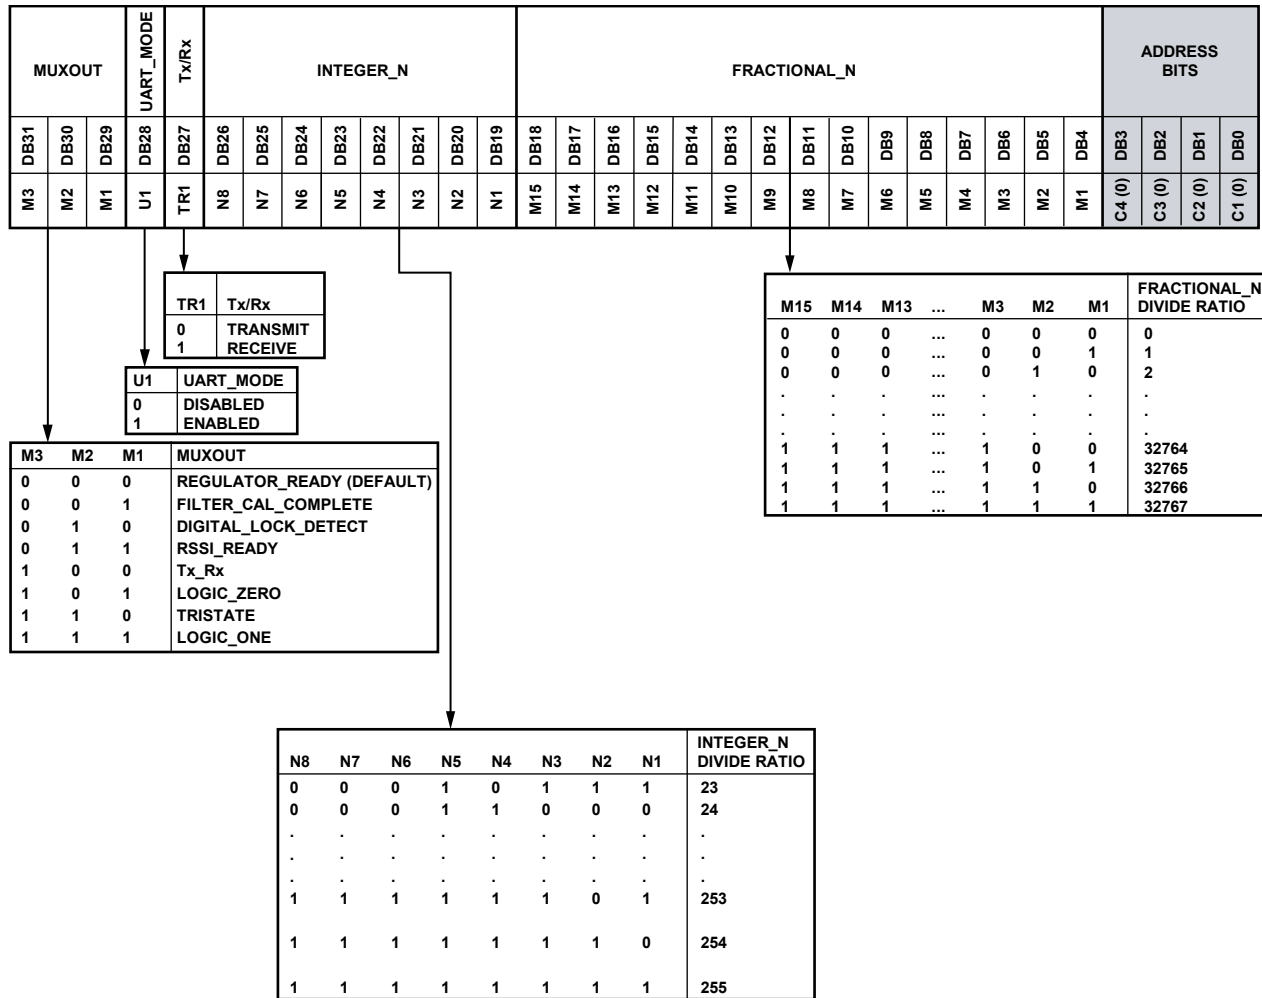 MUXOUT UART_MODE Tx/Rx INTEGER_N FRACTIONAL_N ADDRESS
BITS
DB31 DB30 DB29 DB28 DB27 DB26 DB25 DB24 DB23 DB22 DB21 DB20 DB19 DB18 DB17 DB16 DB15 DB14 DB13 DB12 DB11 DB10 DB9 DB8 DB7 DB6 DB5 DB4 DB3 DB2 DB1 DB0
M3 M2 M1 U1 TR1 N8 N7 N6 N5 N4 N3 N2 N1 M15 M14 M13 M12 M11 M10 M9 M8 M7 M6 M5 M4 M3 M2 M1 C4 (0) C3 (0) C2 (0) C1 (0)
TR1 Tx/Rx
0 TRANSMIT
1 RECEIVE
U1 UART_MODE
0 DISABLED
1 ENABLED
M3 M2 M1 MUXOUT
0 0 0 REGULATOR_READY (DEFAULT)
0 0 1 FILTER_CAL_COMPLETE
0 1 0 DIGITAL_LOCK_DETECT
0 1 1 RSSI_READY
1 0 0 Tx_Rx
1 0 1 LOGIC_ZERO
1 1 0 TRISTATE
1 1 1 LOGIC_ONE
M15 M14 M13 ... M3 M2 M1 FRACTIONAL_N
DIVIDE RATIO
0 0 0 ... 0 0 0 0
0 0 0 ... 0 0 1 1
0 0 0 ... 0 1 0 2
. . . ... . . . .
. . . ... . . . .
. . . ... . . . .
1 1 1 ... 1 0 0 32764
1 1 1 ... 1 0 1 32765
1 1 1 ... 1 1 0 32766
1 1 1 ... 1 1 1 32767
N8 N7 N6 N5 N4 N3 N2 N1 INTEGER_N
DIVIDE RATIO
0 0 0 1 0 1 1 1 23
0 0 0 1 1 0 0 0 24
. . . . . . . . .
. . . . . . . . .
. . . . . . . . .
1 1 1 1 1 1 0 1 253
1 1 1 1 1 1 1 0 254
1 1 1 1 1 1 1 1 255